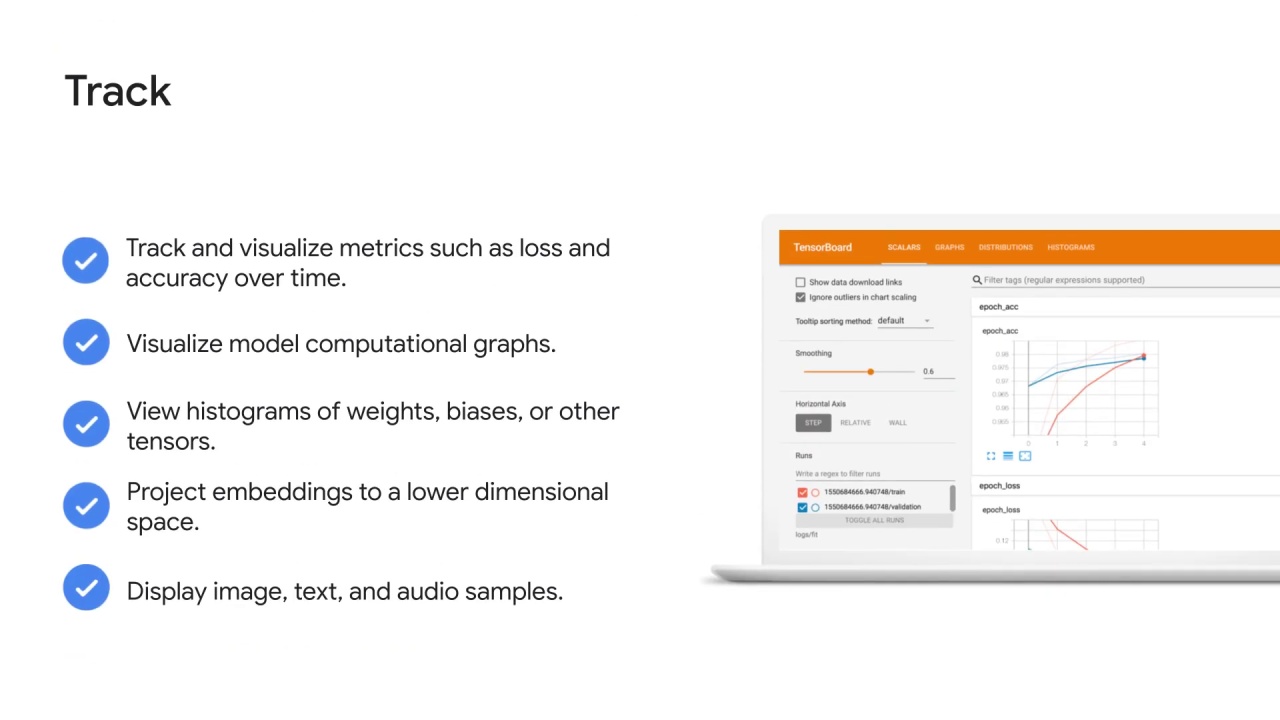 Track
Track and visualize metrics such as loss and
accuracy over time.
Visualize model computational graphs.
View histograms of weights, biases, or other
tensors.
Project embeddings to a lower dimensional
space.
Display image, text, and audio samples.
TensorBoard
SCALARS GRAPHS DISTRIBUTIONS HISTOGRAMS
Show data download links
Ignore outliers in chart scaling
Tooltip sorting method: default
Smoothing
0.6
Horizontal Axis
STEP RELATIVE WALL
Runs
Write a regex to filter runs
1550684666.940748/train
1550684666.940748/validation
TOGGLE ALL RUNS
logs/fit
Filter tags (regular expressions supported)
epoch_acc
epoch_acc
0.98
0.975
0.97
0.965
0.96
0.955
0 1 2 3 4
epoch_loss
epoch_loss
0.12